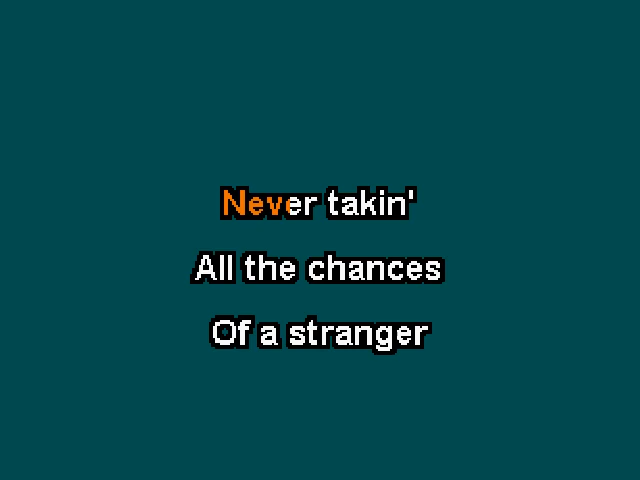 Never takin'
All the chances
Of a stranger